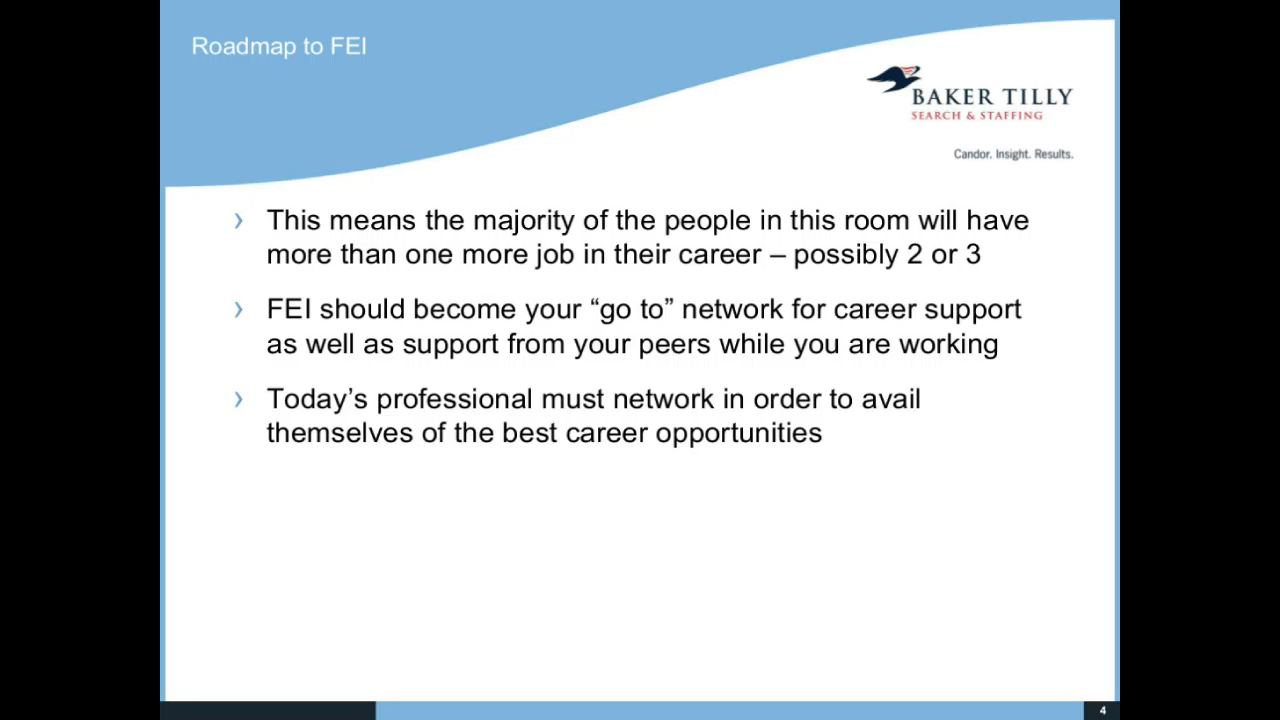 Roadmap to FEI
BAKER TILLY
SEARCH & STAFFING
Candor. Insight. Results.
› This means the majority of the people in this room will have
more than one more job in their career – possibly 2 or 3
› FEI should become your “go to” network for career support
as well as support from your peers while you are working
› Today’s professional must network in order to avail
themselves of the best career opportunities
4